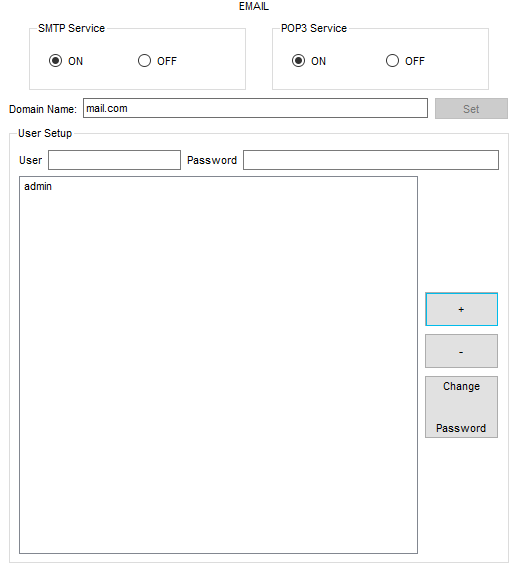 EMAIL
SMTP Service
POP3 Service
ON
OFF
ON
OFF
Domain Name: mail.com
Set
User Setup
User
Password
admin
+
-
Change
Password